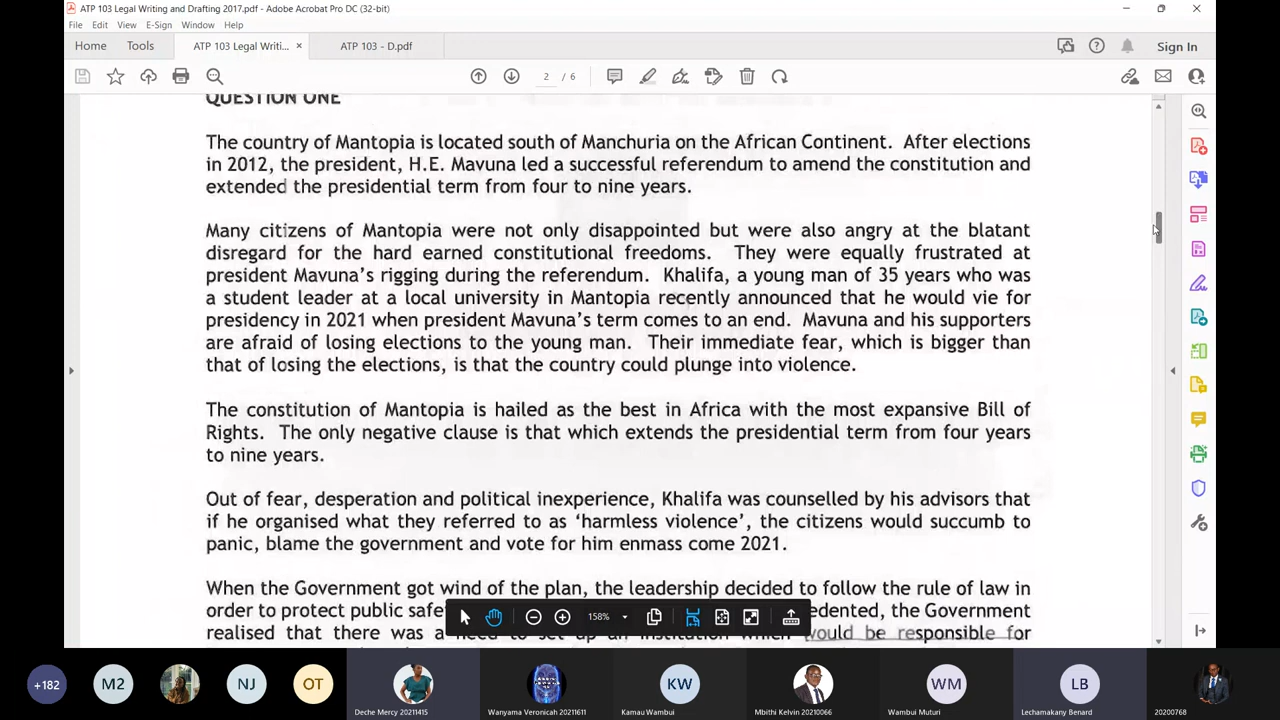 ATP 103 Legal Writing and Drafting 2017.pdf - Adobe Acrobat Pro DC (32-bit)
File Edit View E-Sign Window Help
Home Tools ATP 103 Legal Writi... × ATP 103 - D.pdf Sign In
2 / 6
QUESTION ONE
The country of Mantopia is located south of Manchuria on the African Continent. After elections
in 2012, the president, H.E. Mavuna led a successful referendum to amend the constitution and
extended the presidential term from four to nine years.
Many citizens of Mantopia were not only disappointed but were also angry at the blatant
disregard for the hard earned constitutional freedoms. They were equally frustrated at
president Mavuna's rigging during the referendum. Khalifa, a young man of 35 years who was
a student leader at a local university in Mantopia recently announced that he would vie for
presidency in 2021 when president Mavuna's term comes to an end. Mavuna and his supporters
are afraid of losing elections to the young man. Their immediate fear, which is bigger than
that of losing the elections, is that the country could plunge into violence.
The constitution of Mantopia is hailed as the best in Africa with the most expansive Bill of
Rights. The only negative clause is that which extends the presidential term from four years
to nine years.
Out of fear, desperation and political inexperience, Khalifa was counselled by his advisors that
if he organised what they referred to as 'harmless violence', the citizens would succumb to
panic, blame the government and vote for him enmass come 2021.
When the Government got wind of the plan, the leadership decided to follow the rule of law in
order to protect public safe edented, the Government
realised that there was a need to set up an institution which would be responsible for
158%
+182 M2 NJ OT KW WM LB
Deche Mercy 20211415 Wanyama Veronicah 20211611 Kamau Wambui Mbithi Kelvin 20210066 Wambui Muturi Lechamakany Benard 20200768